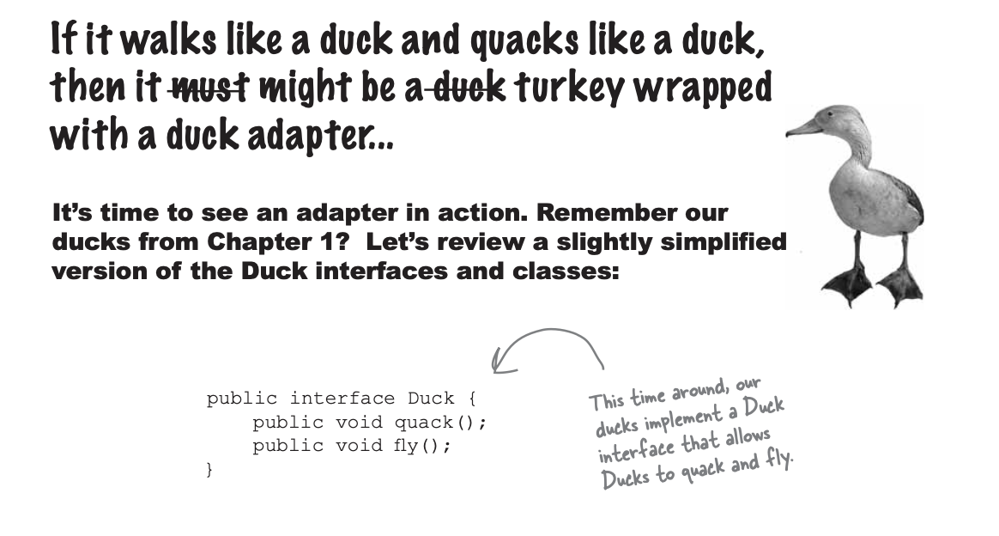 If it walks like a duck and quacks like a duck,
then it must might be a duck turkey wrapped
with a duck adapter...
It's time to see an adapter in action. Remember our
ducks from Chapter 1?  Let's review a slightly simplified
version of the Duck interfaces and classes:
public interface Duck {
    public void quack();
    public void fly();
}
This time around, our
ducks implement a Duck
interface that allows
Ducks to quack and fly.